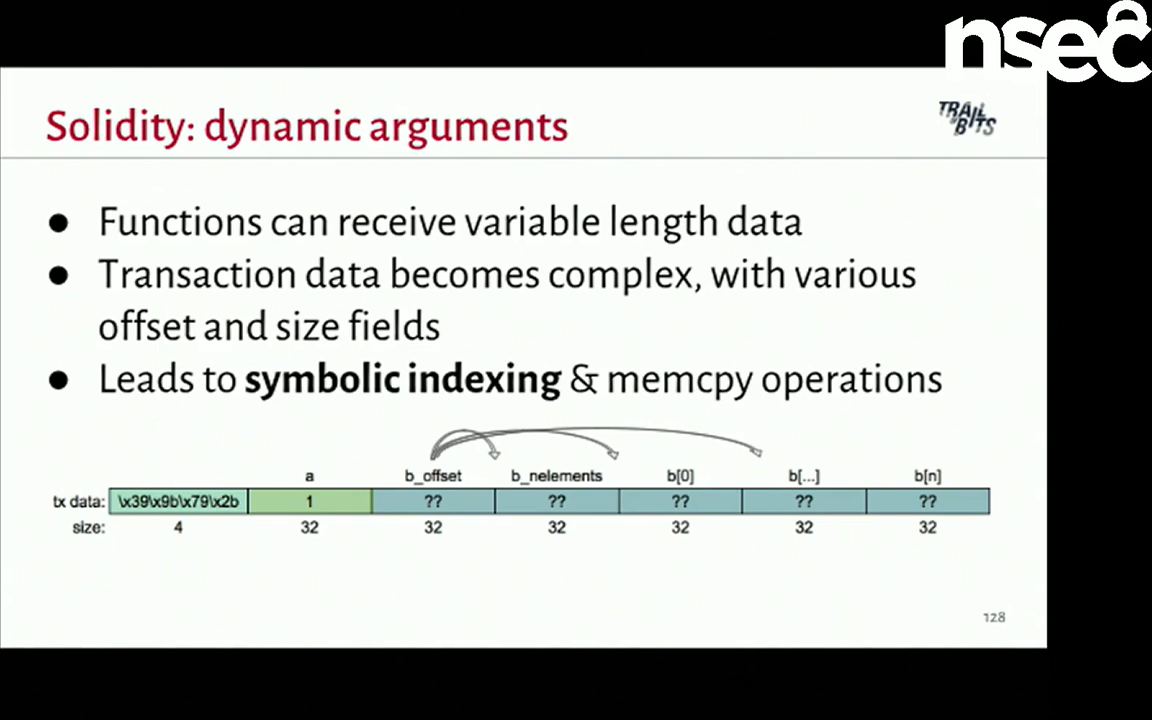 nsec
Solidity: dynamic arguments
TRAIL
OF BITS
● Functions can receive variable length data
● Transaction data becomes complex, with various
offset and size fields
● Leads to symbolic indexing & memcpy operations
a b_offset b_nelements b[0] b[...] b[n]
tx data: \x39\x9b\x79\x2b 1 ?? ?? ?? ?? ??
size: 4 32 32 32 32 32 32
128